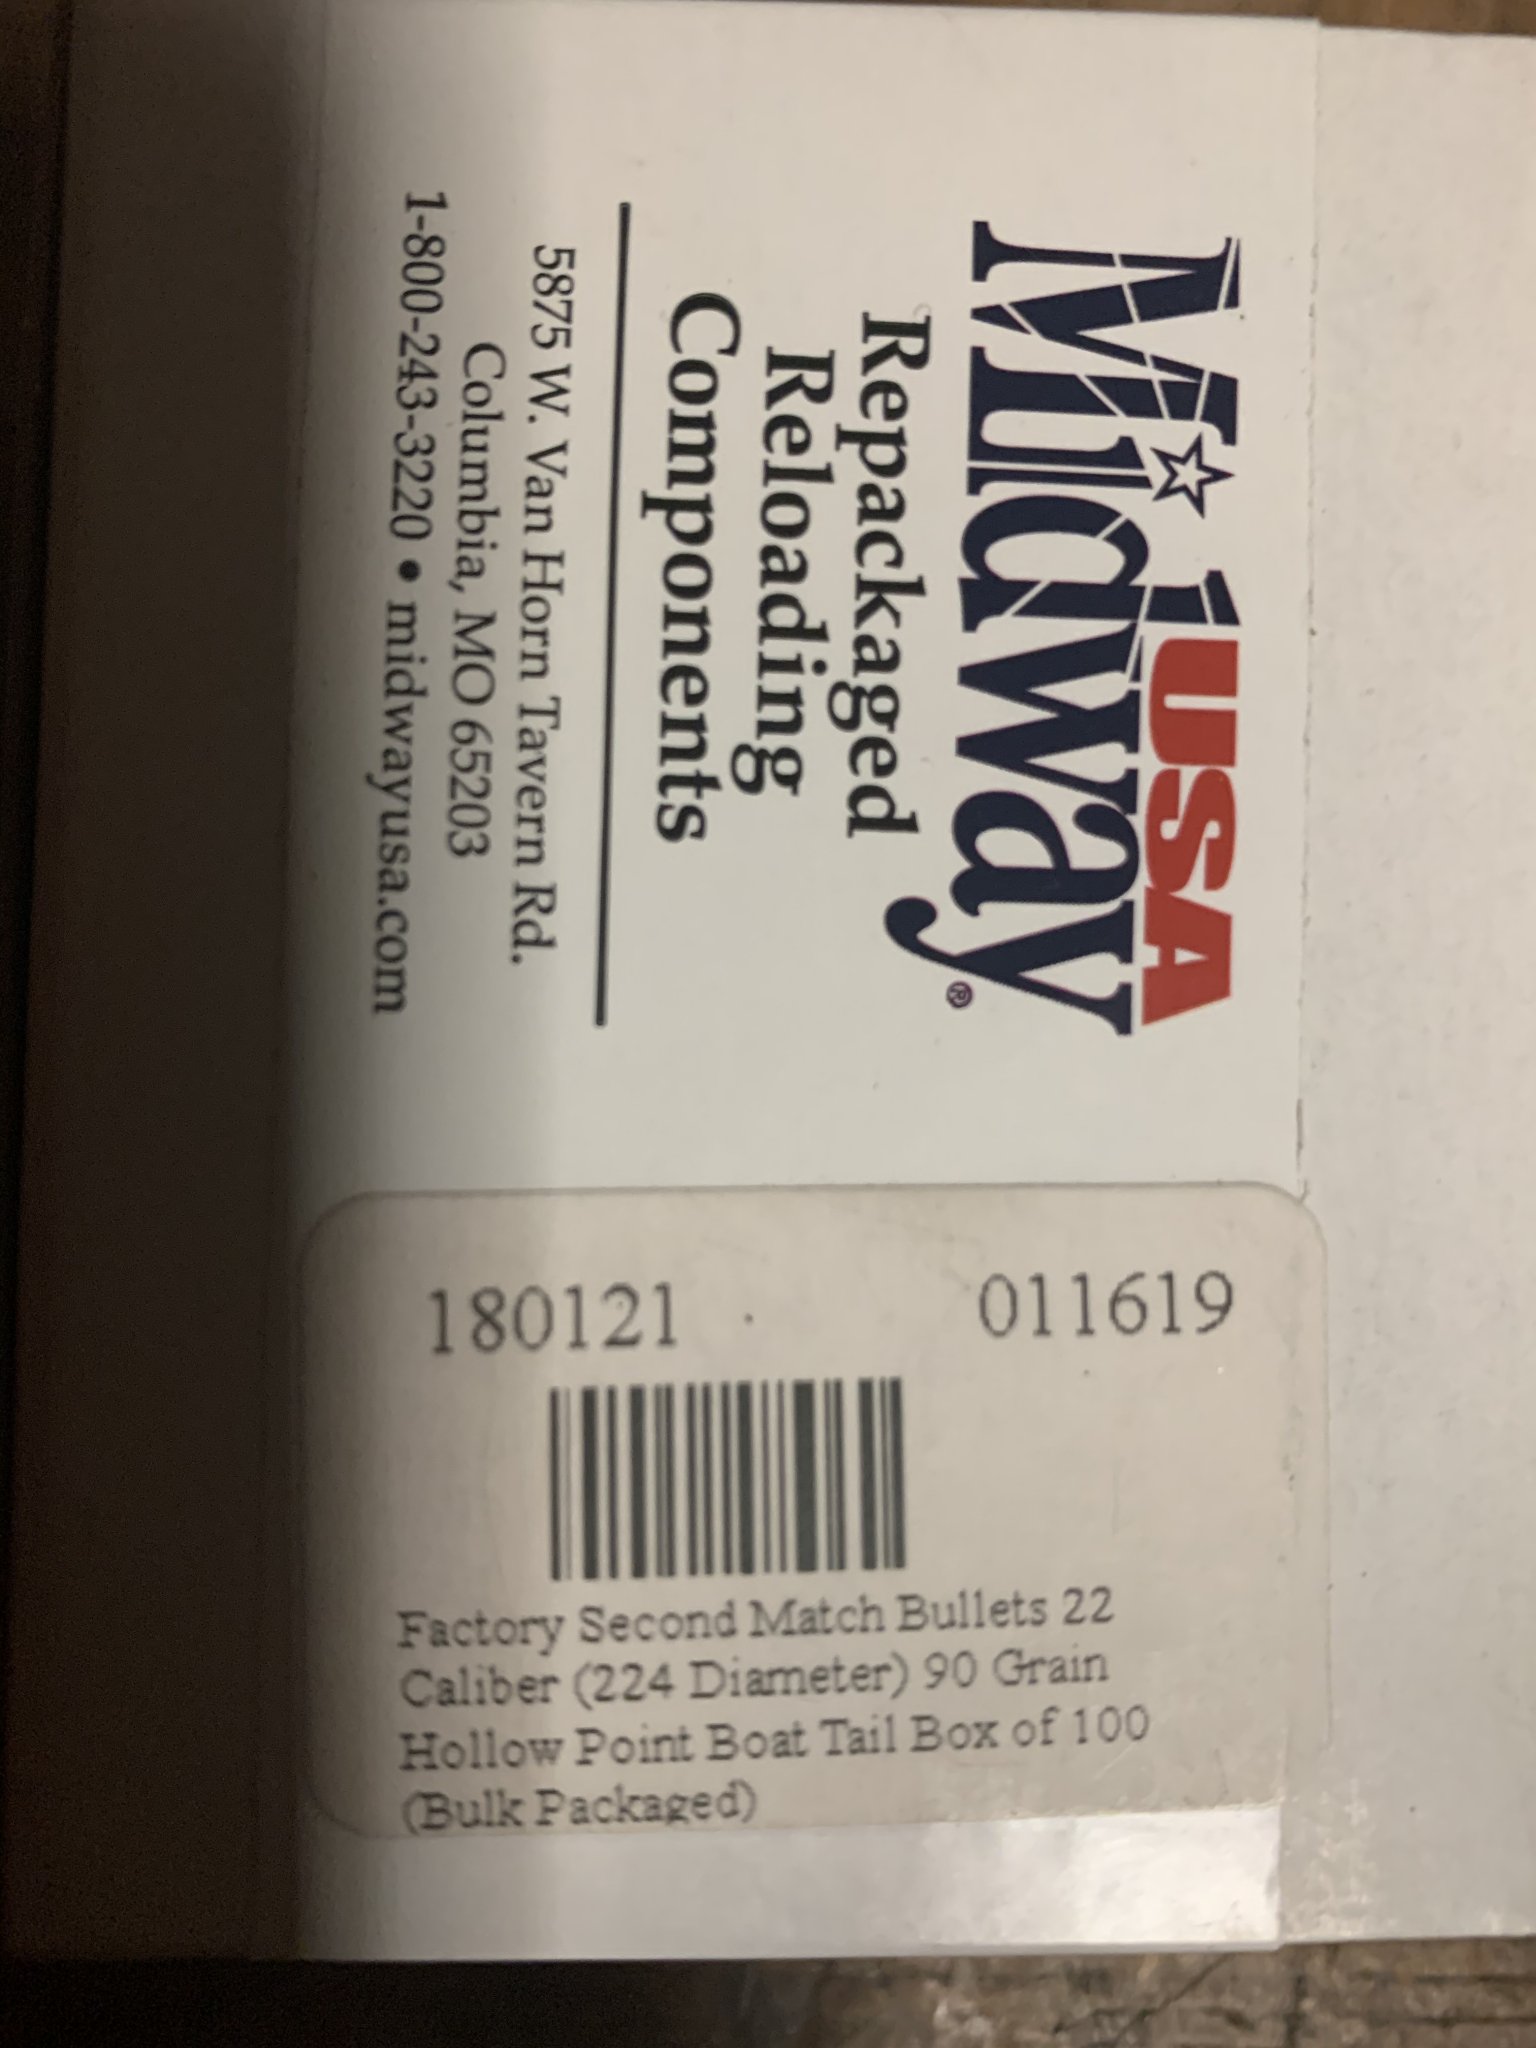 MidwayUSA®
Repackaged
Reloading
Components
5875 W. Van Horn Tavern Rd.
Columbia, MO 65203
1-800-243-3220 • midwayusa.com
180121 011619
Factory Second Match Bullets 22
Caliber (224 Diameter) 90 Grain
Hollow Point Boat Tail Box of 100
(Bulk Packaged)